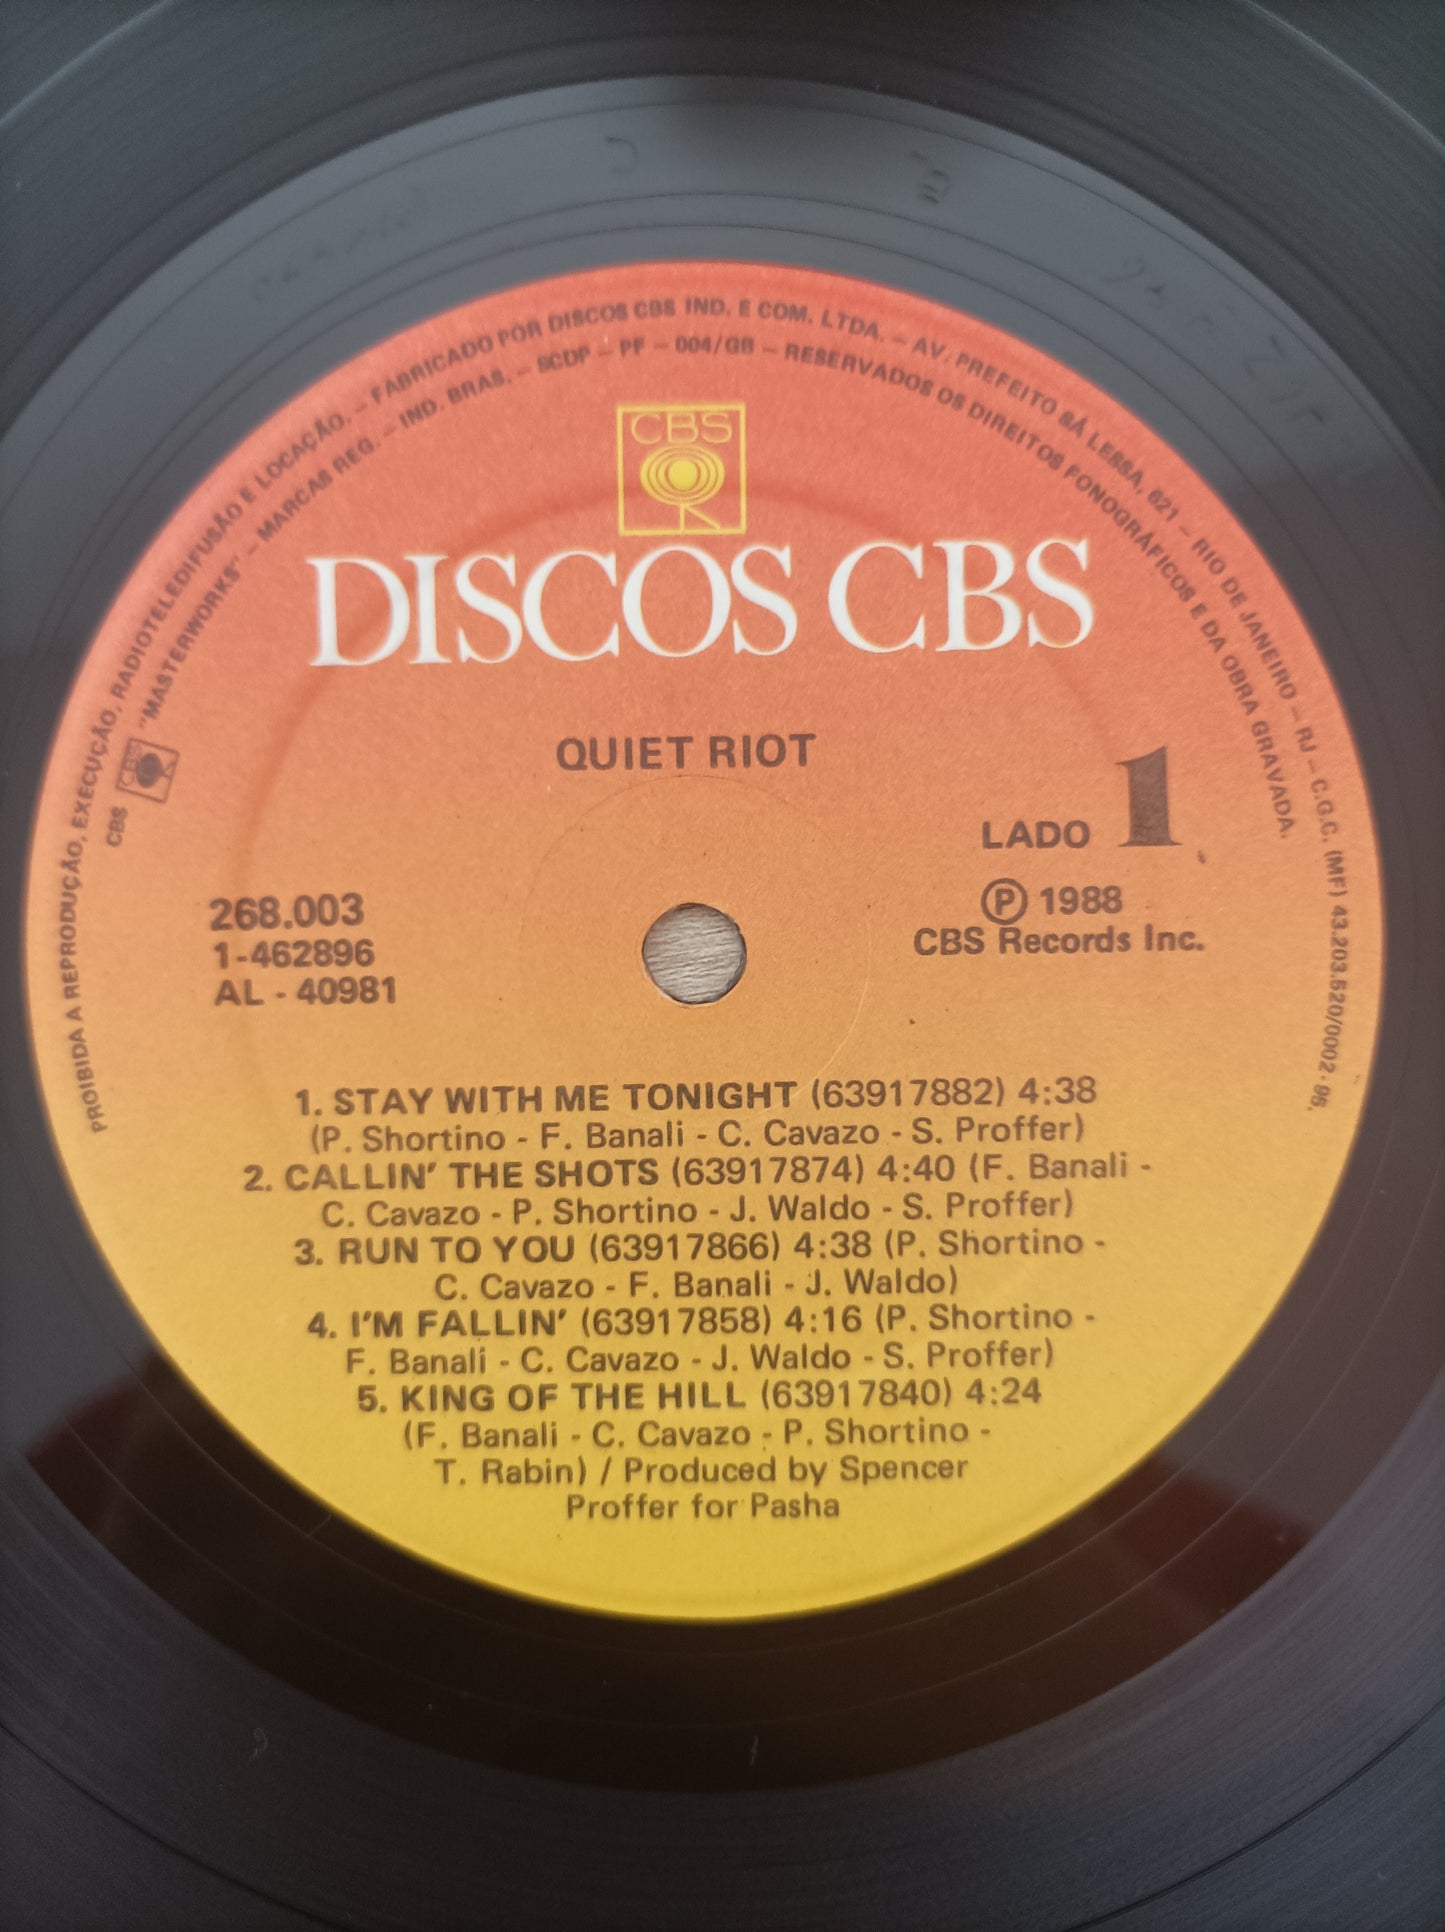 PROIBIDA A REPRODUÇÃO, EXECUÇÃO, RADIOTELEDIFUSÃO E LOCAÇÃO. – FABRICADO POR DISCOS CBS IND. E COM. LTDA. – AV. PREFEITO SÁ LESSA, 621 – RIO DE JANEIRO – RJ – C.G.C. (MF) 43.203.520/0002-96.
CBS CBS "MASTERWORKS" – MARCAS REG. – IND. BRAS. – SCDP – PF – 004/GB – RESERVADOS OS DIREITOS FONOGRÁFICOS E DA OBRA GRAVADA.
CBS
DISCOS CBS
QUIET RIOT
LADO 1
268.003
℗ 1988
1-462896
CBS Records Inc.
AL - 40981
1. STAY WITH ME TONIGHT (63917882) 4:38
(P. Shortino - F. Banali - C. Cavazo - S. Proffer)
2. CALLIN' THE SHOTS (63917874) 4:40 (F. Banali -
C. Cavazo - P. Shortino - J. Waldo - S. Proffer)
3. RUN TO YOU (63917866) 4:38 (P. Shortino -
C. Cavazo - F. Banali - J. Waldo)
4. I'M FALLIN' (63917858) 4:16 (P. Shortino -
F. Banali - C. Cavazo - J. Waldo - S. Proffer)
5. KING OF THE HILL (63917840) 4:24
(F. Banali - C. Cavazo - P. Shortino -
T. Rabin) / Produced by Spencer
Proffer for Pasha